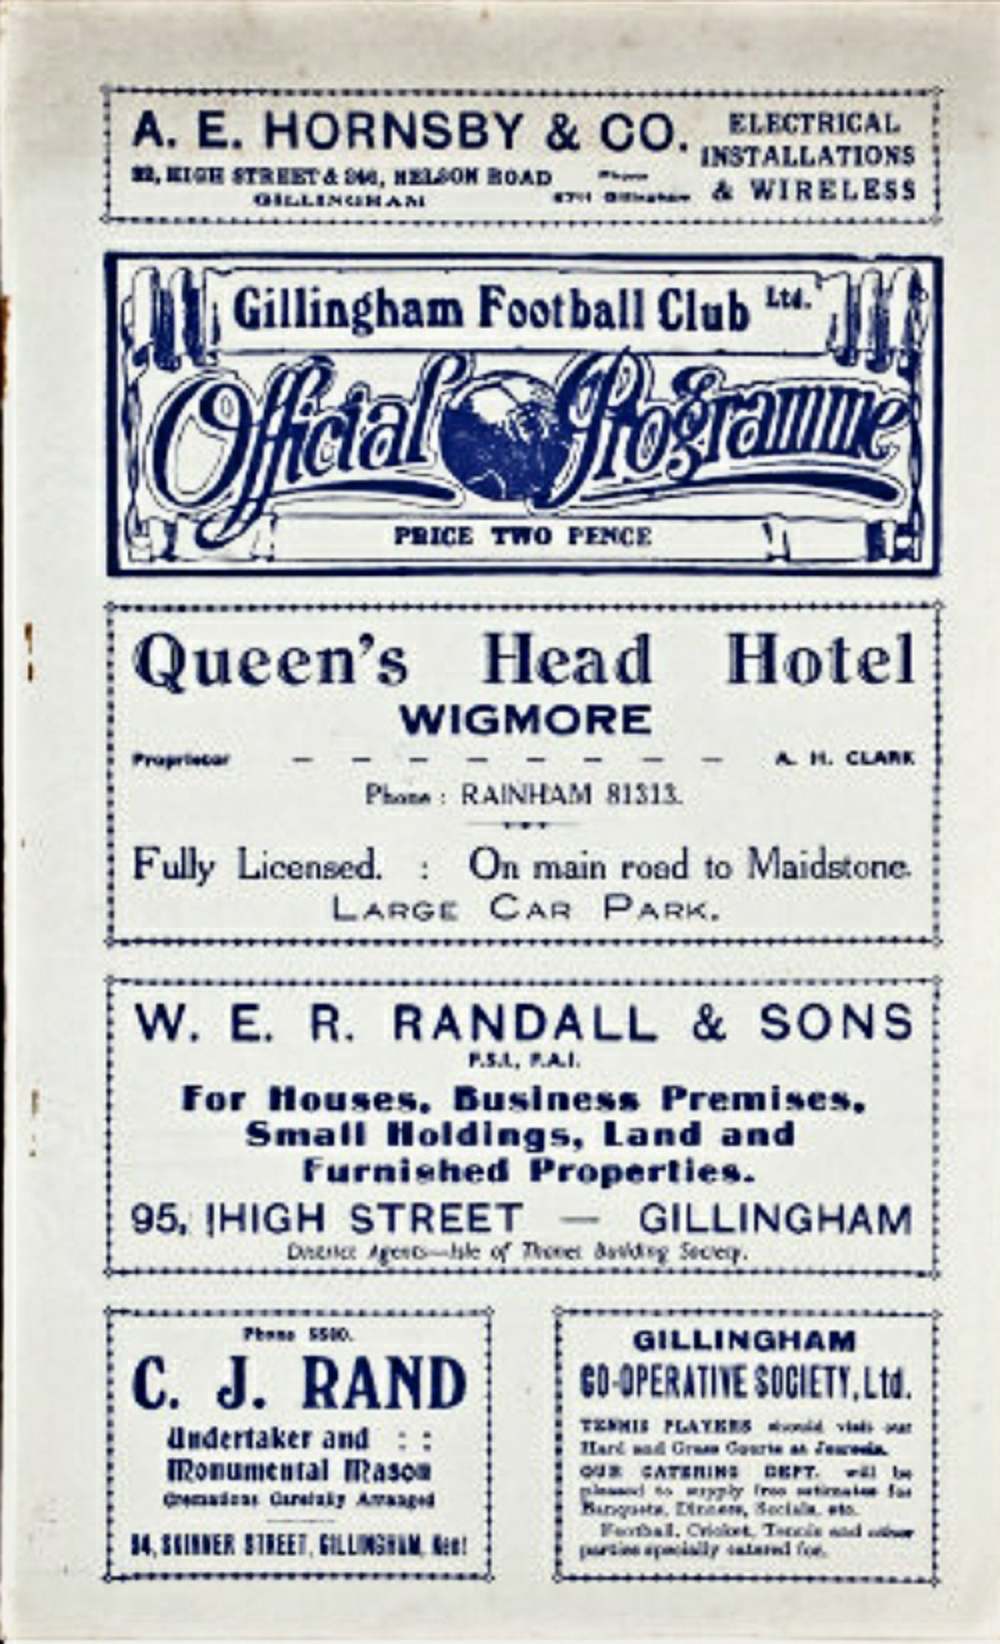 A. E. HORNSBY & CO.
ELECTRICAL
INSTALLATIONS
& WIRELESS
HIGH STREET & 346, NELSON ROAD
GILLINGHAM
Phone
Gillingham
Gillingham Football Club Ltd.
Official Programme
PRICE TWO PENCE
Queen's Head Hotel
WIGMORE
Proprietor — — — — — — — — A. H. CLARK
Phone : RAINHAM 81313.
Fully Licensed. : On main road to Maidstone.
LARGE CAR PARK.
W. E. R. RANDALL & SONS
F.S.I., F.A.I.
For Houses, Business Premises,
Small Holdings, Land and
Furnished Properties.
95, HIGH STREET — GILLINGHAM
District Agents—Isle of Thanet Building Society.
Phone
C. J. RAND
Undertaker and : :
Monumental Mason
Cremations Carefully Arranged
SKINNER STREET, GILLINGHAM, Kent
GILLINGHAM
CO-OPERATIVE SOCIETY, Ltd.
TENNIS PLAYERS should visit our
Hard and Grass Courts at
OUR CATERING DEPT. will be
pleased to supply free estimates for
Banquets, Dinners, Socials, etc.
Football, Cricket, Tennis and other
parties specially catered for.